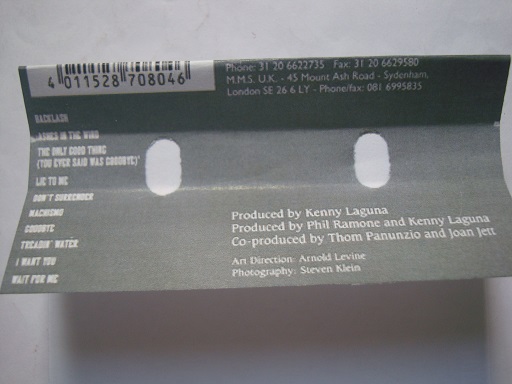 4 011528 708046
Phone: 31 20 6622735 Fax: 31 20 6629580
M.M.S. U.K. - 45 Mount Ash Road - Sydenham,
London SE 26 6 LY - Phone/fax: 081 6995835
BACKLASH
ASHES IN THE WIND
THE ONLY GOOD THING
(YOU EVER SAID WAS GOODBYE)
LIE TO ME
DON'T SURRENDER
MACHISMO
GOODBYE
TREADIN' WATER
I WANT YOU
WAIT FOR ME
Produced by Kenny Laguna
Produced by Phil Ramone and Kenny Laguna
Co-produced by Thom Panunzio and Joan Jett
Art Direction: Arnold Levine
Photography: Steven Klein